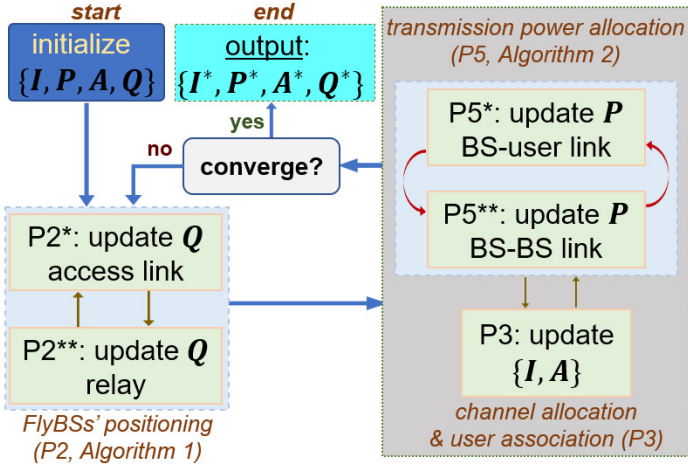 start
initialize
{I, P, A, Q}
end
output:
{I*, P*, A*, Q*}
yes
no
converge?
P2*: update Q
access link
P2**: update Q
relay
FlyBSs' positioning
(P2, Algorithm 1)
transmission power allocation
(P5, Algorithm 2)
P5*: update P
BS-user link
P5**: update P
BS-BS link
P3: update
{I, A}
channel allocation
& user association (P3)